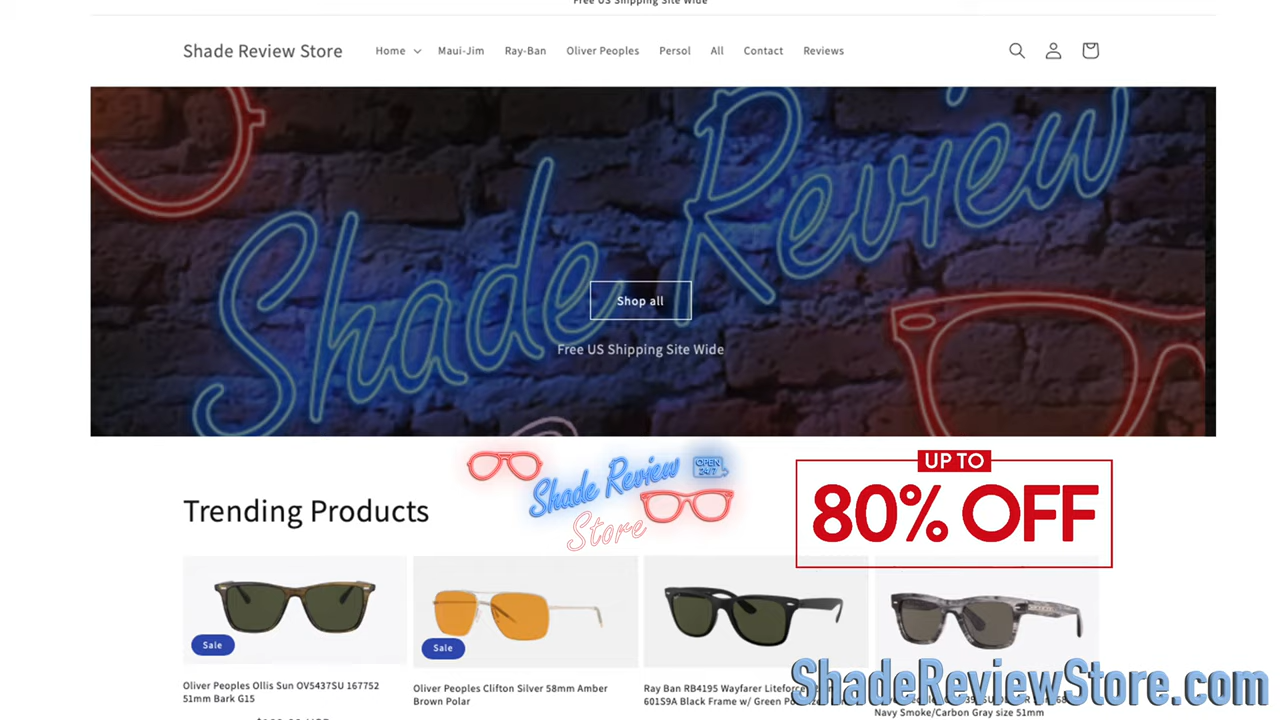 Free US Shipping Site Wide
Shade Review Store
Home
Maui-Jim
Ray-Ban
Oliver Peoples
Persol
All
Contact
Reviews
Shade Review
Shop all
Free US Shipping Site Wide
Trending Products
Shade Review
OPEN
24/7
Store
UP TO
80% OFF
Sale
Sale
Oliver Peoples Ollis Sun OV5437SU 167752
51mm Bark G15
Oliver Peoples Clifton Silver 58mm Amber
Brown Polar
Ray Ban RB4195 Wayfarer Liteforce
601S9A Black Frame w/ Green
Navy Smoke/Carbon Gray size 51mm
ShadeReviewStore.com